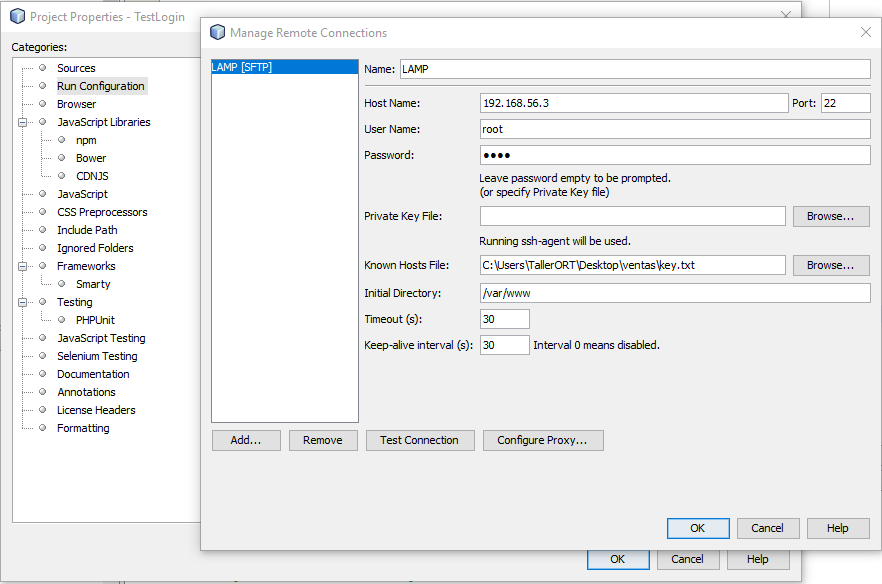 Project Properties - TestLogin
Manage Remote Connections
Categories:
Sources
Run Configuration
Browser
JavaScript Libraries
npm
Bower
CDNJS
JavaScript
CSS Preprocessors
Include Path
Ignored Folders
Frameworks
Smarty
Testing
PHPUnit
JavaScript Testing
Selenium Testing
Documentation
Annotations
License Headers
Formatting
LAMP [SFTP]
Name: LAMP
Host Name: 192.168.56.3 Port: 22
User Name: root
Password: ••••
Leave password empty to be prompted.
(or specify Private Key file)
Private Key File: Browse...
Running ssh-agent will be used.
Known Hosts File: C:\Users\TallerORT\Desktop\ventas\key.txt Browse...
Initial Directory: /var/www
Timeout (s): 30
Keep-alive interval (s): 30 Interval 0 means disabled.
Add... Remove Test Connection Configure Proxy...
OK Cancel Help
OK Cancel Help